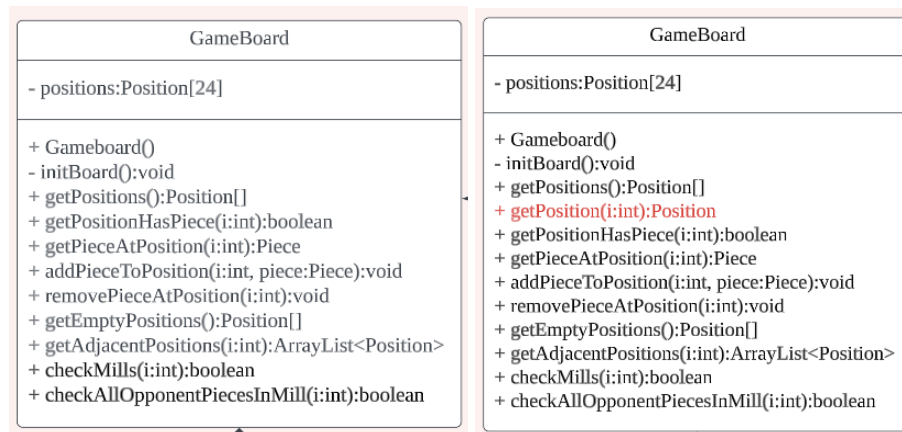 GameBoard
- positions:Position[24]
+ Gameboard()
- initBoard():void
+ getPositions():Position[]
+ getPositionHasPiece(i:int):boolean
+ getPieceAtPosition(i:int):Piece
+ addPieceToPosition(i:int, piece:Piece):void
+ removePieceAtPosition(i:int):void
+ getEmptyPositions():Position[]
+ getAdjacentPositions(i:int):ArrayList<Position>
+ checkMills(i:int):boolean
+ checkAllOpponentPiecesInMill(i:int):boolean
GameBoard
- positions:Position[24]
+ Gameboard()
- initBoard():void
+ getPositions():Position[]
+ getPosition(i:int):Position
+ getPositionHasPiece(i:int):boolean
+ getPieceAtPosition(i:int):Piece
+ addPieceToPosition(i:int, piece:Piece):void
+ removePieceAtPosition(i:int):void
+ getEmptyPositions():Position[]
+ getAdjacentPositions(i:int):ArrayList<Position>
+ checkMills(i:int):boolean
+ checkAllOpponentPiecesInMill(i:int):boolean